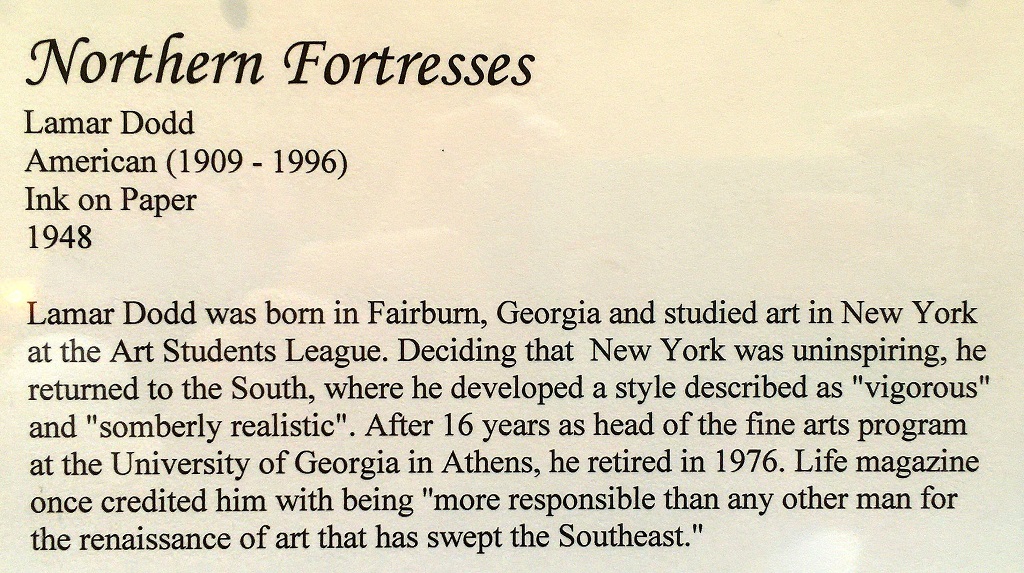 Northern Fortresses
Lamar Dodd
American (1909 - 1996)
Ink on Paper
1948
Lamar Dodd was born in Fairburn, Georgia and studied art in New York
at the Art Students League. Deciding that  New York was uninspiring, he
returned to the South, where he developed a style described as "vigorous"
and "somberly realistic". After 16 years as head of the fine arts program
at the University of Georgia in Athens, he retired in 1976. Life magazine
once credited him with being "more responsible than any other man for
the renaissance of art that has swept the Southeast."